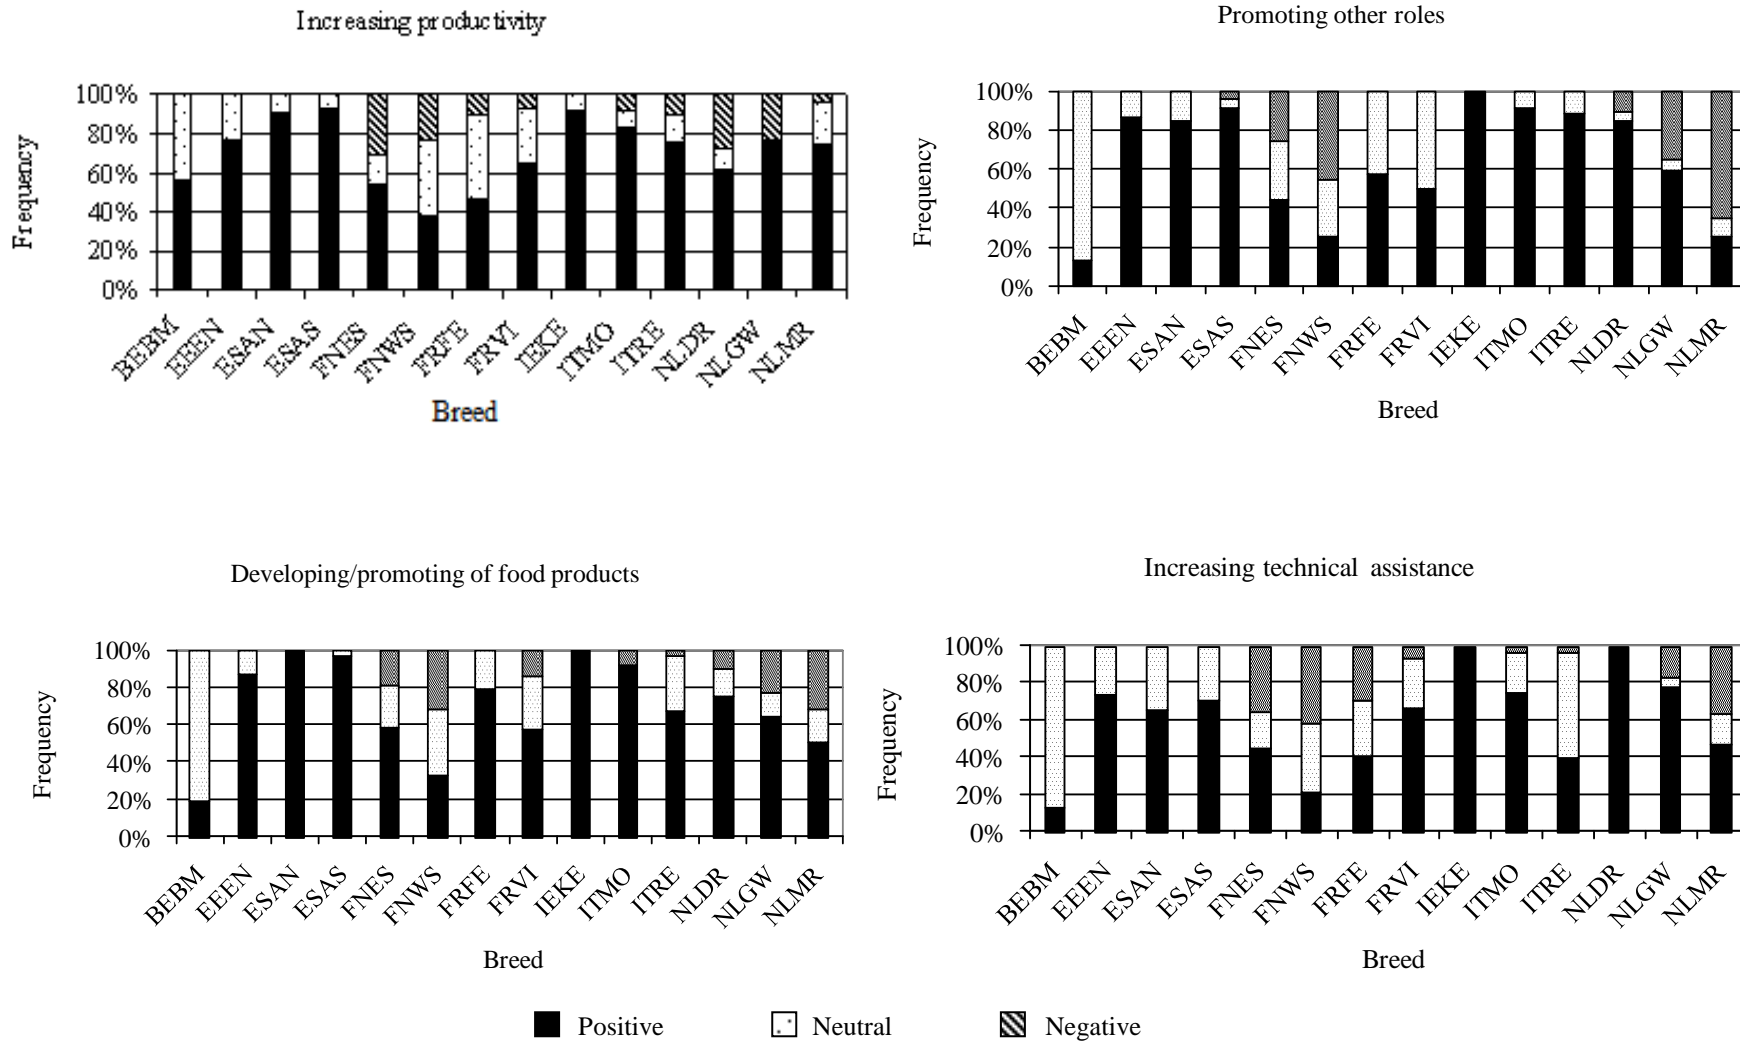 Increasing productivity
Frequency
100%
80%
60%
40%
20%
0%
BEBM EEEN ESAN ESAS FNES FNWS FRFE FRVI IEKE ITMO ITRE NLDR NLGW NLMR
Breed
Promoting other roles
Frequency
100%
80%
60%
40%
20%
0%
BEBM EEEN ESAN ESAS FNES FNWS FRFE FRVI IEKE ITMO ITRE NLDR NLGW NLMR
Breed
Developing/promoting of food products
Frequency
100%
80%
60%
40%
20%
0%
BEBM EEEN ESAN ESAS FNES FNWS FRFE FRVI IEKE ITMO ITRE NLDR NLGW NLMR
Breed
Increasing technical assistance
Frequency
100%
80%
60%
40%
20%
0%
BEBM EEEN ESAN ESAS FNES FNWS FRFE FRVI IEKE ITMO ITRE NLDR NLGW NLMR
Breed
Positive Neutral Negative